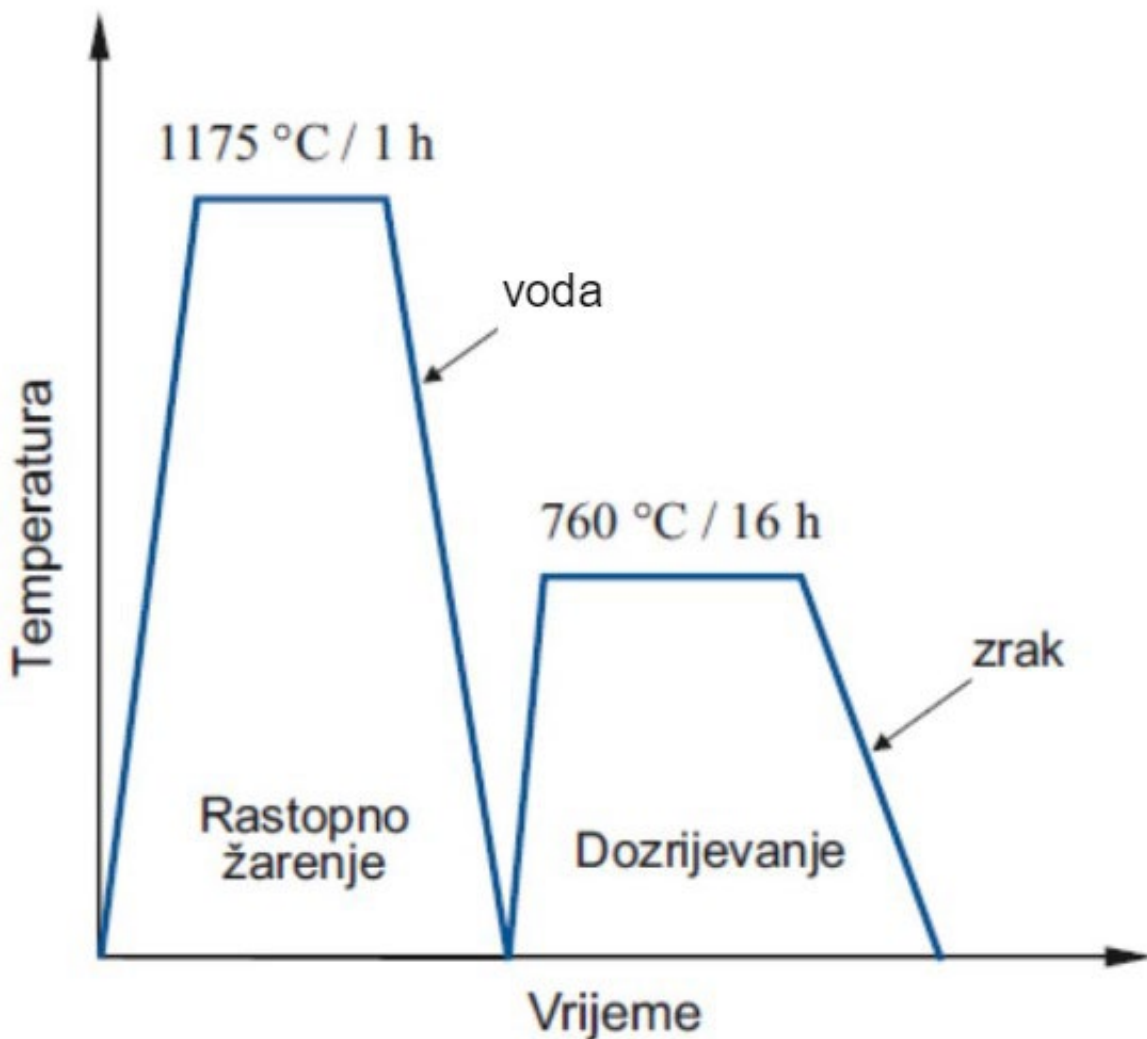 1175 °C / 1 h
voda
760 °C / 16 h
zrak
Rastopno
žarenje
Dozrijevanje
Temperatura
Vrijeme